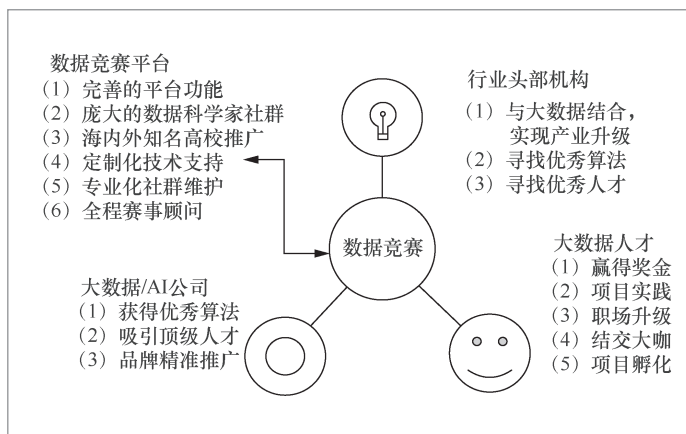 数据竞赛平台
(1) 完善的平台功能
(2) 庞大的数据科学家社群
(3) 海内外知名高校推广
(4) 定制化技术支持
(5) 专业化社群维护
(6) 全程赛事顾问
行业头部机构
(1) 与大数据结合，
实现产业升级
(2) 寻找优秀算法
(3) 寻找优秀人才
数据竞赛
大数据/AI公司
(1) 获得优秀算法
(2) 吸引顶级人才
(3) 品牌精准推广
大数据人才
(1) 赢得奖金
(2) 项目实践
(3) 职场升级
(4) 结交大咖
(5) 项目孵化